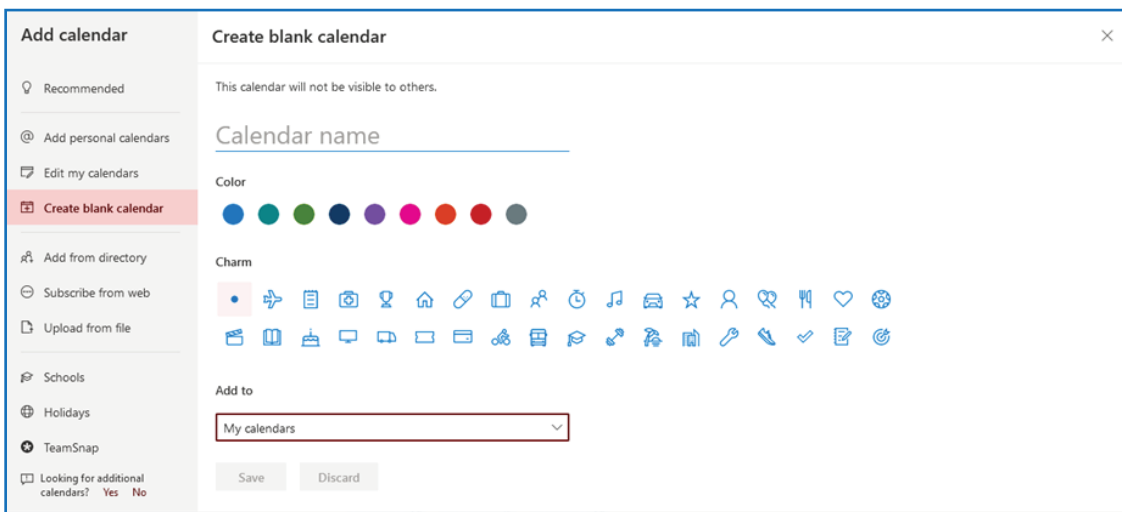 Add calendar
Recommended
Add personal calendars
Edit my calendars
Create blank calendar
Add from directory
Subscribe from web
Upload from file
Schools
Holidays
TeamSnap
Looking for additional
calendars? Yes No
Create blank calendar
This calendar will not be visible to others.
Calendar name
Color
Charm
Add to
My calendars
Save Discard